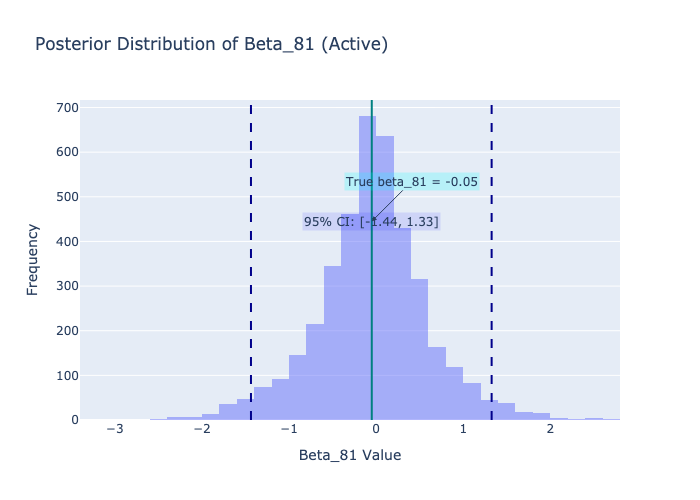 Posterior Distribution of Beta_81 (Active)
700
600
500
400
300
200
100
0
Frequency
True beta_81 = -0.05
95% CI: [-1.44, 1.33]
−3
−2
−1
0
1
2
Beta_81 Value